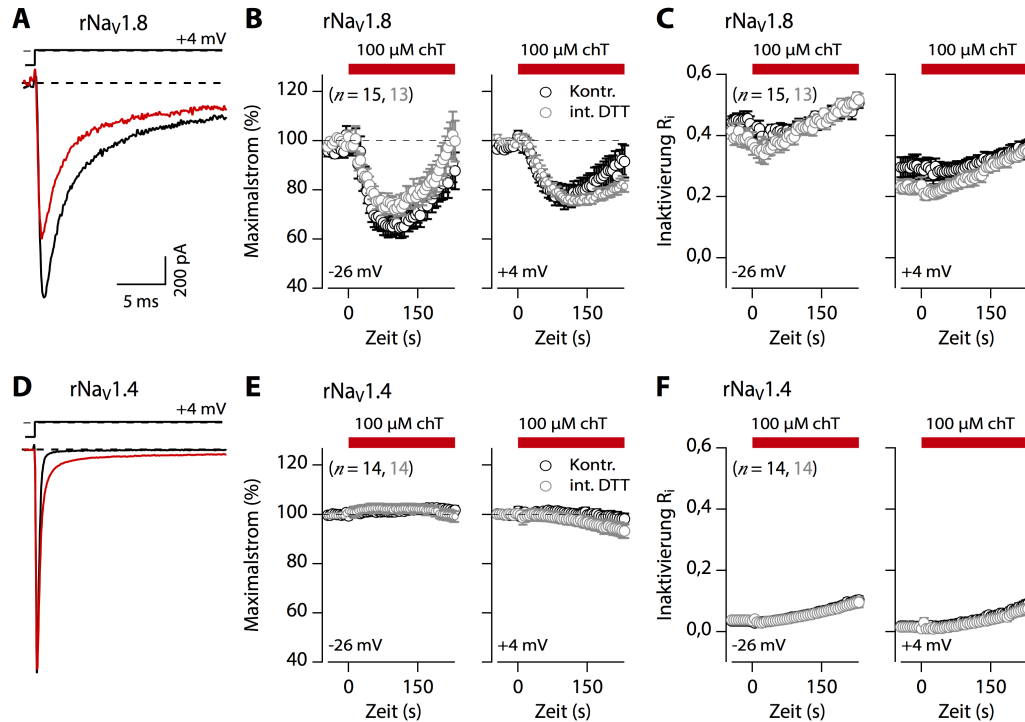 A
rNaV1.8
+4 mV
5 ms
200 pA
B
rNaV1.8
100 µM chT
100 µM chT
(n = 15, 13)
Kontr.
int. DTT
Maximalstrom (%)
120
100
80
60
40
-26 mV
+4 mV
0
150
0
150
Zeit (s)
Zeit (s)
C
rNaV1.8
100 µM chT
100 µM chT
(n = 15, 13)
Inaktivierung Ri
0,6
0,4
0,2
0,0
-26 mV
+4 mV
0
150
0
150
Zeit (s)
Zeit (s)
D
rNaV1.4
+4 mV
E
rNaV1.4
100 µM chT
100 µM chT
(n = 14, 14)
Kontr.
int. DTT
Maximalstrom (%)
120
100
80
60
40
-26 mV
+4 mV
0
150
0
150
Zeit (s)
Zeit (s)
F
rNaV1.4
100 µM chT
100 µM chT
(n = 14, 14)
Inaktivierung Ri
0,6
0,4
0,2
0,0
-26 mV
+4 mV
0
150
0
150
Zeit (s)
Zeit (s)